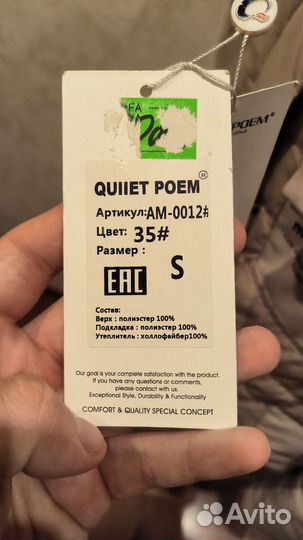 QUIIET POEM®
Артикул:AM-0012#
Цвет: 35#
Размер :
S
EAC
Состав:
Верх : полиэстер 100%
Подкладка : полиэстер 100%
Утеплитель : холлофайбер100%
Our goal is your complete satisfaction with the product.
If you have any questions or comments,
please contact with us.
Exceptional Style, Durability & Functionality
COMFORT & QUALITY SPECIAL CONCEPT
POEM®
Avito